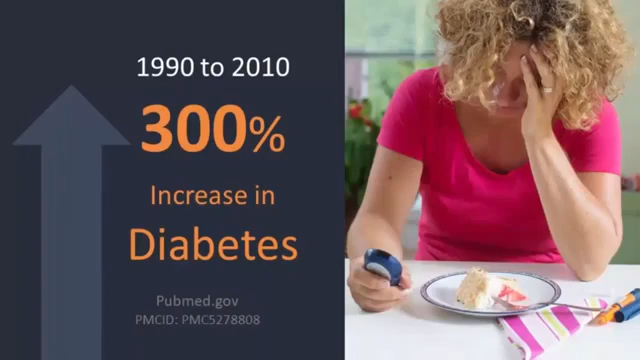 1990 to 2010
300%
Increase in
Diabetes
Pubmed.gov
PMCID: PMC5278808